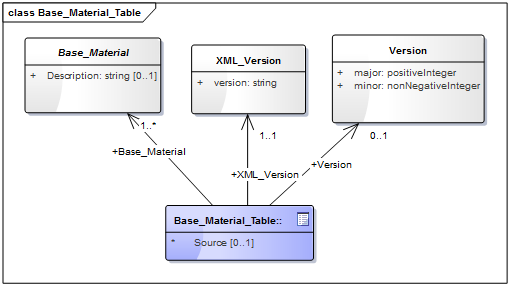 class Base_Material_Table
Base_Material
+ Description: string [0..1]
XML_Version
+ version: string
Version
+ major: positiveInteger
+ minor: nonNegativeInteger
1..*
1..1
0..1
+Base_Material
+XML_Version
+Version
Base_Material_Table::
* Source [0..1]